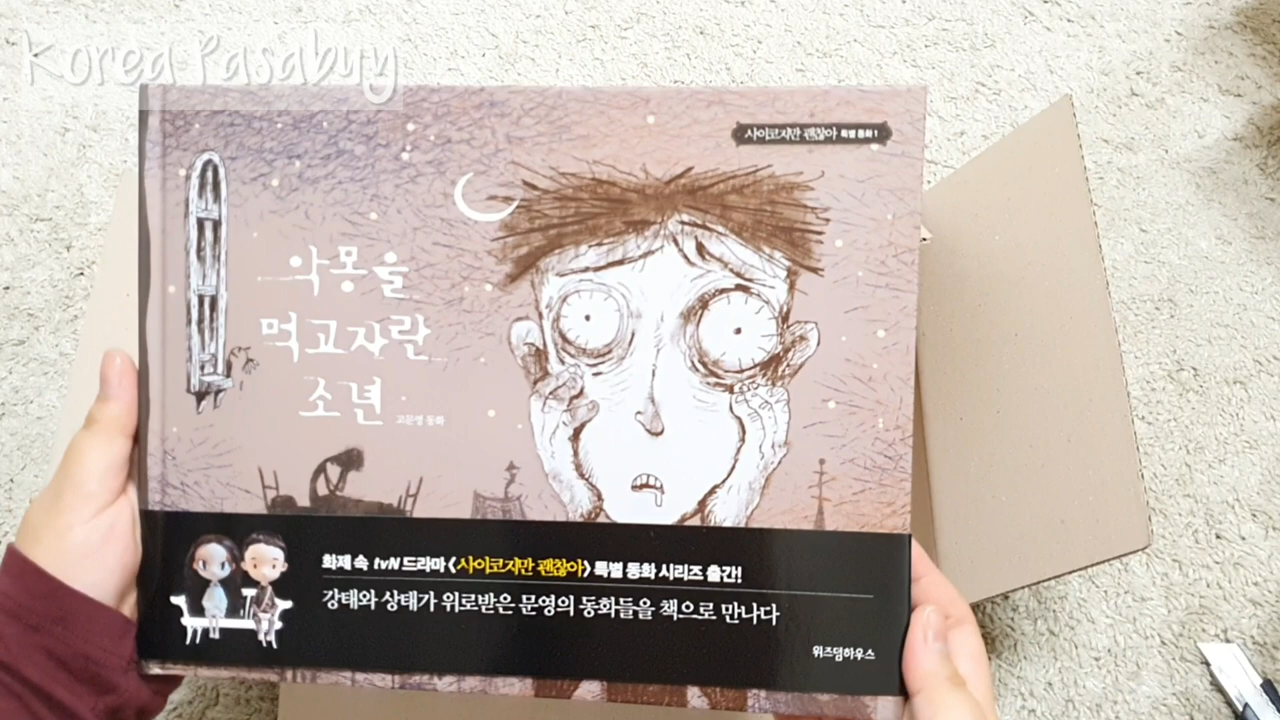 Korea Pasabuy
사이코지만 괜찮아 특별 동화 1
악몽을
먹고자란
소년
고문영 동화
화제 속 tvN 드라마 <사이코지만 괜찮아> 특별 동화 시리즈 출간!
강태와 상태가 위로받은 문영의 동화들을 책으로 만나다
위즈덤하우스